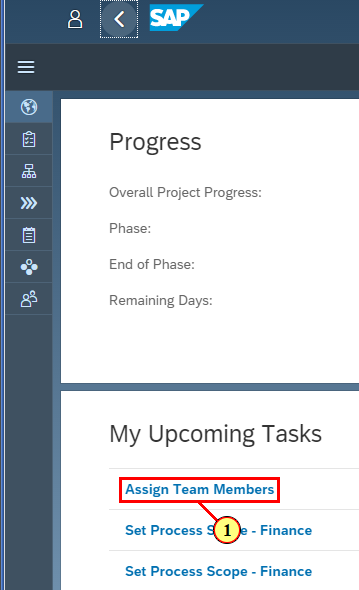 SAP
Progress
Overall Project Progress:
Phase:
End of Phase:
Remaining Days:
My Upcoming Tasks
Assign Team Members
1
Set Process - Finance
Set Process Scope - Finance